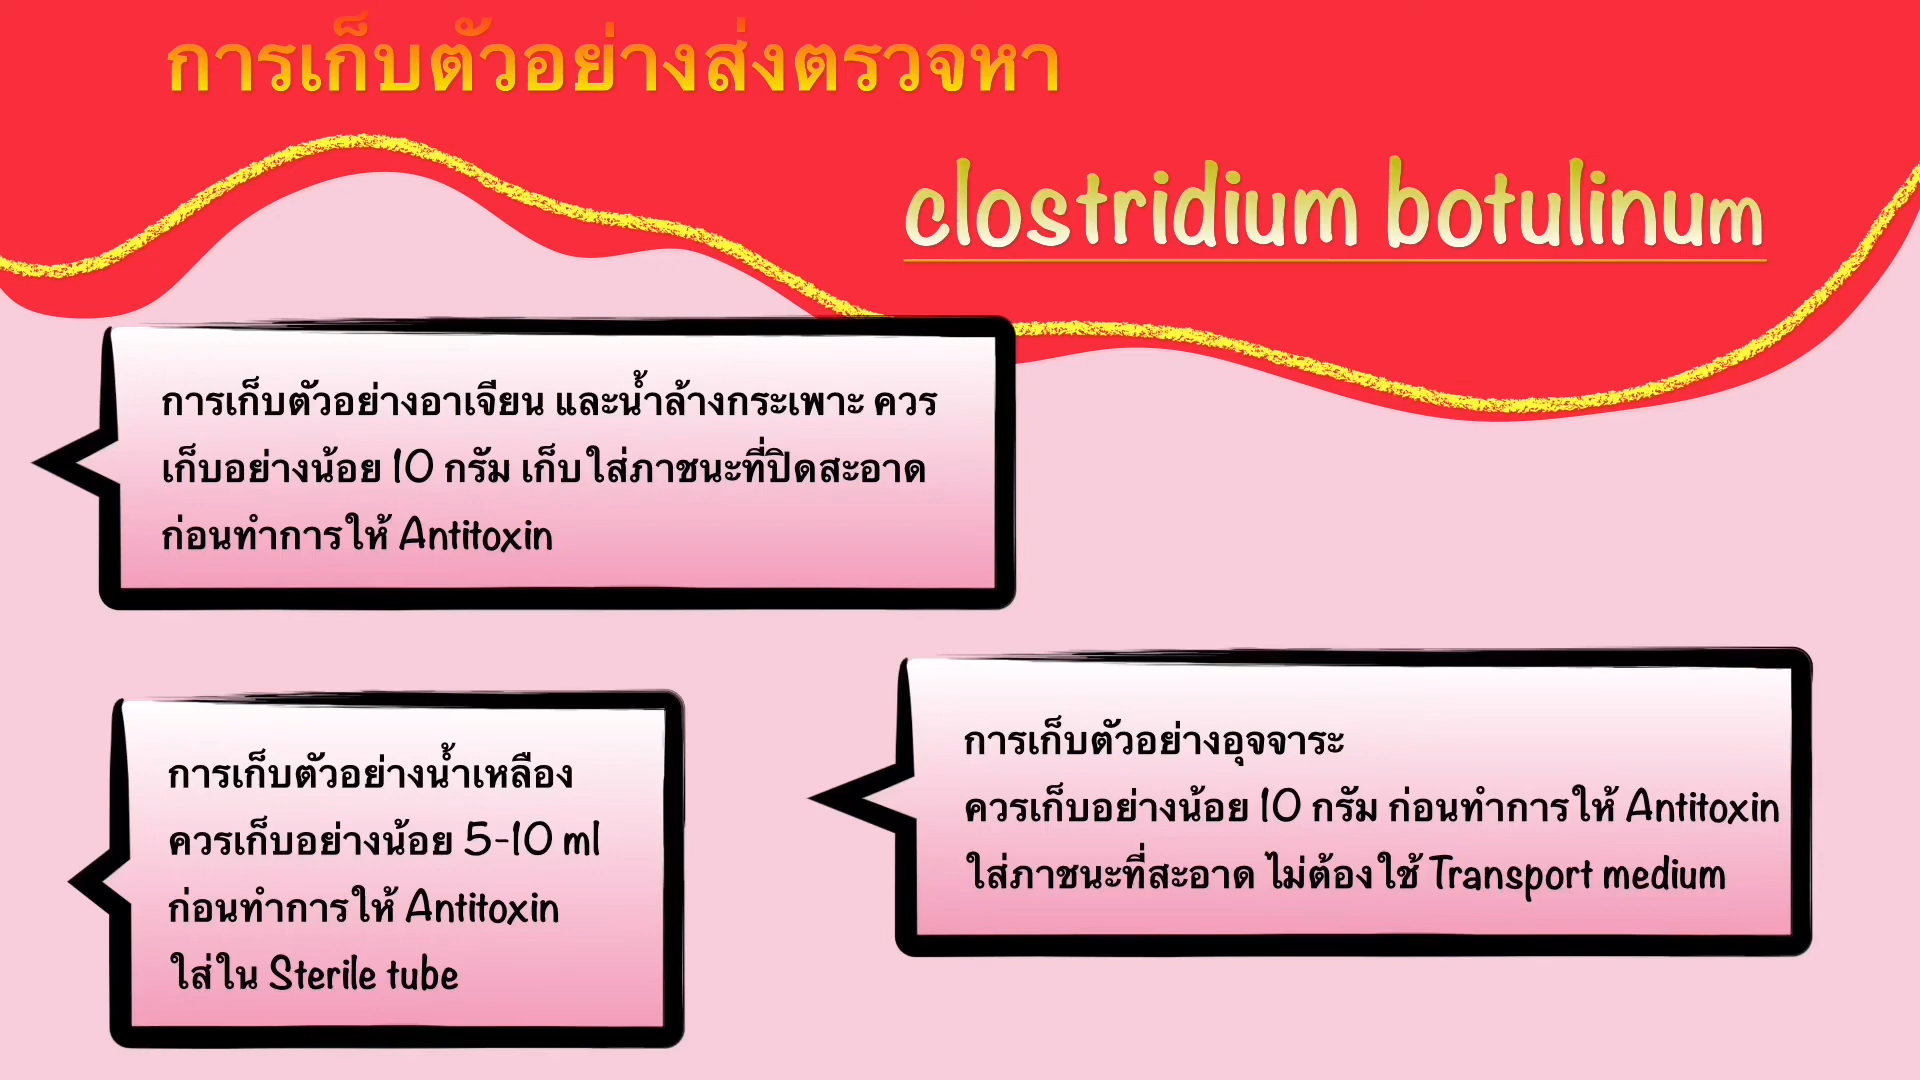 การเก็บตัวอย่างส่งตรวจหา
clostridium botulinum
การเก็บตัวอย่างอาเจียน และน้ำล้างกระเพาะ ควร
เก็บอย่างน้อย 10 กรัม เก็บใส่ภาชนะที่ปิดสะอาด
ก่อนทำการให้ Antitoxin
การเก็บตัวอย่างน้ำเหลือง
ควรเก็บอย่างน้อย 5-10 ml
ก่อนทำการให้ Antitoxin
ใส่ใน Sterile tube
การเก็บตัวอย่างอุจจาระ
ควรเก็บอย่างน้อย 10 กรัม ก่อนทำการให้ Antitoxin
ใส่ภาชนะที่สะอาด ไม่ต้องใช้ Transport medium